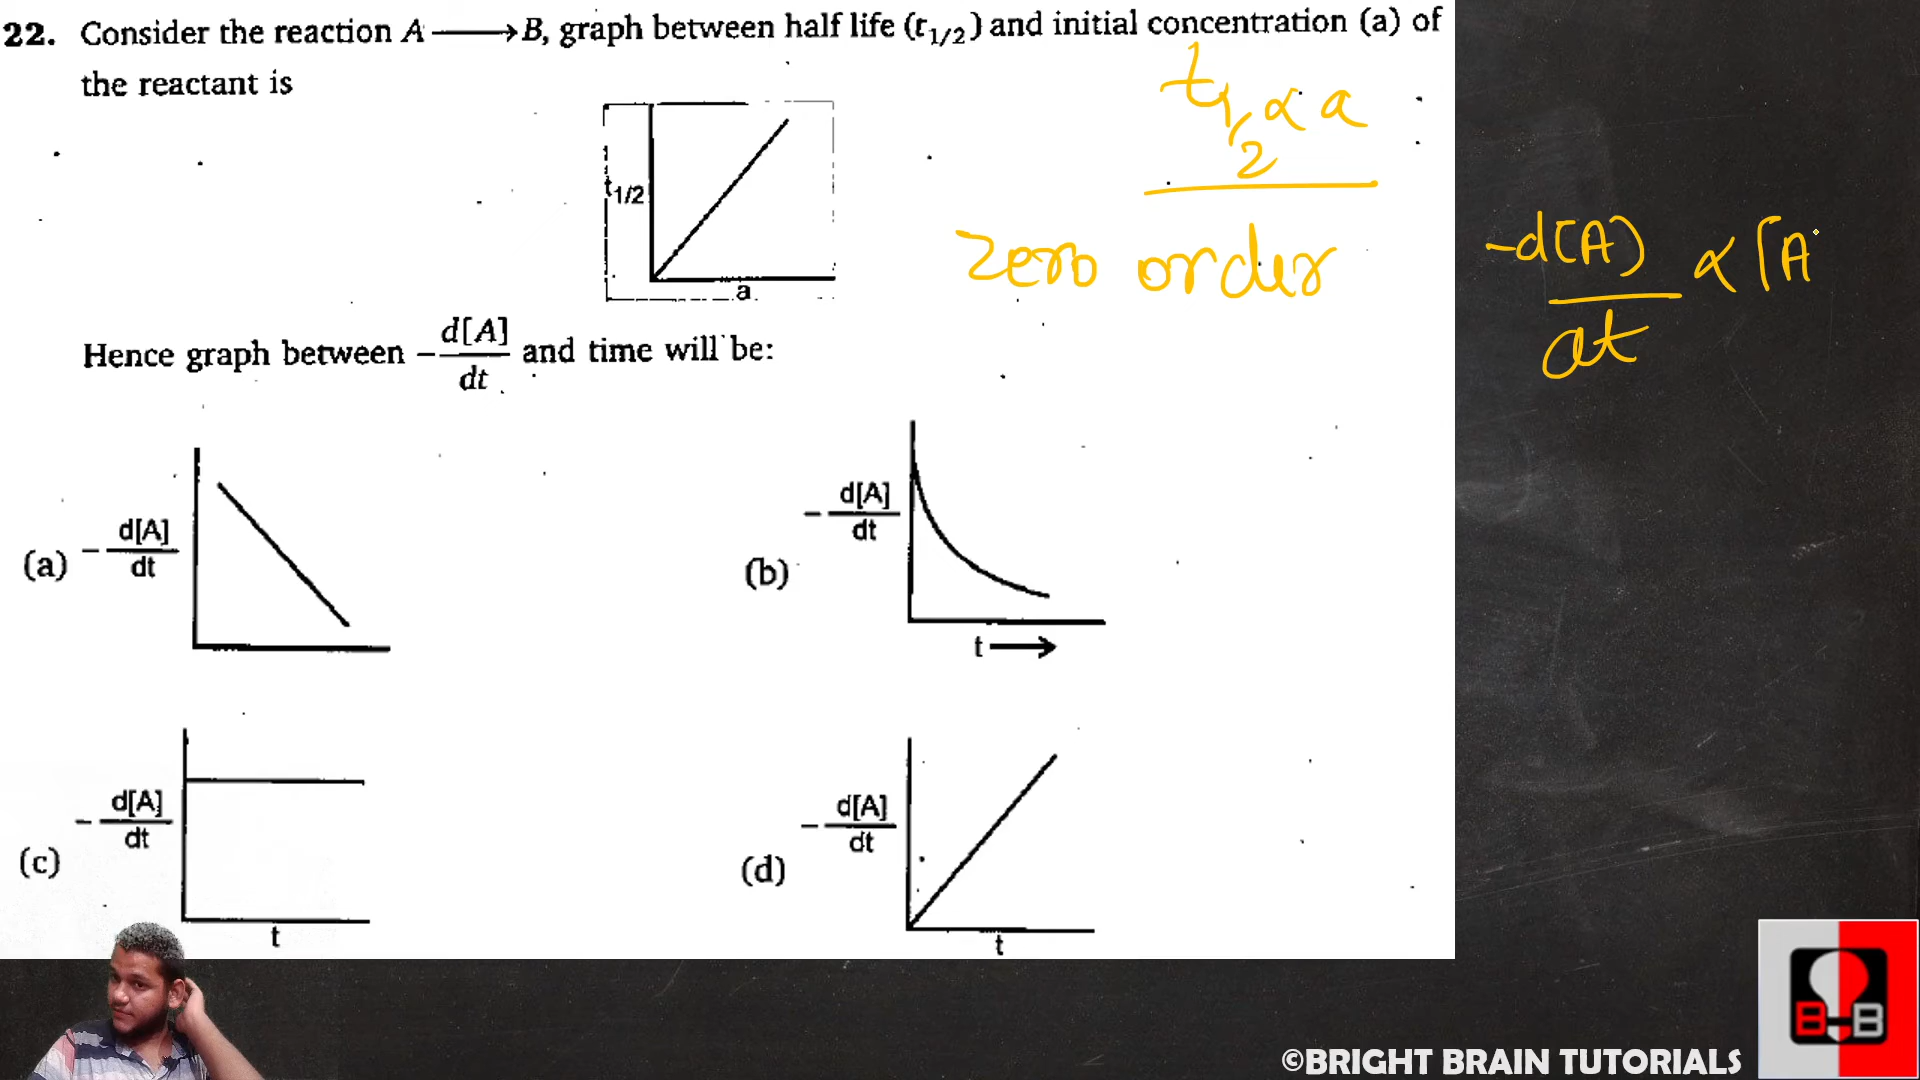 22. Consider the reaction A ⟶ B, graph between half life (t1/2) and initial concentration (a) of
the reactant is
t1/2 ∝ a
t1/2
a
zero order
-d[A]/dt ∝ [A
Hence graph between -d[A]/dt and time will be:
(a) -d[A]/dt
(b) -d[A]/dt
t →
(c) -d[A]/dt
t
(d) -d[A]/dt
t
B B
©BRIGHT BRAIN TUTORIALS